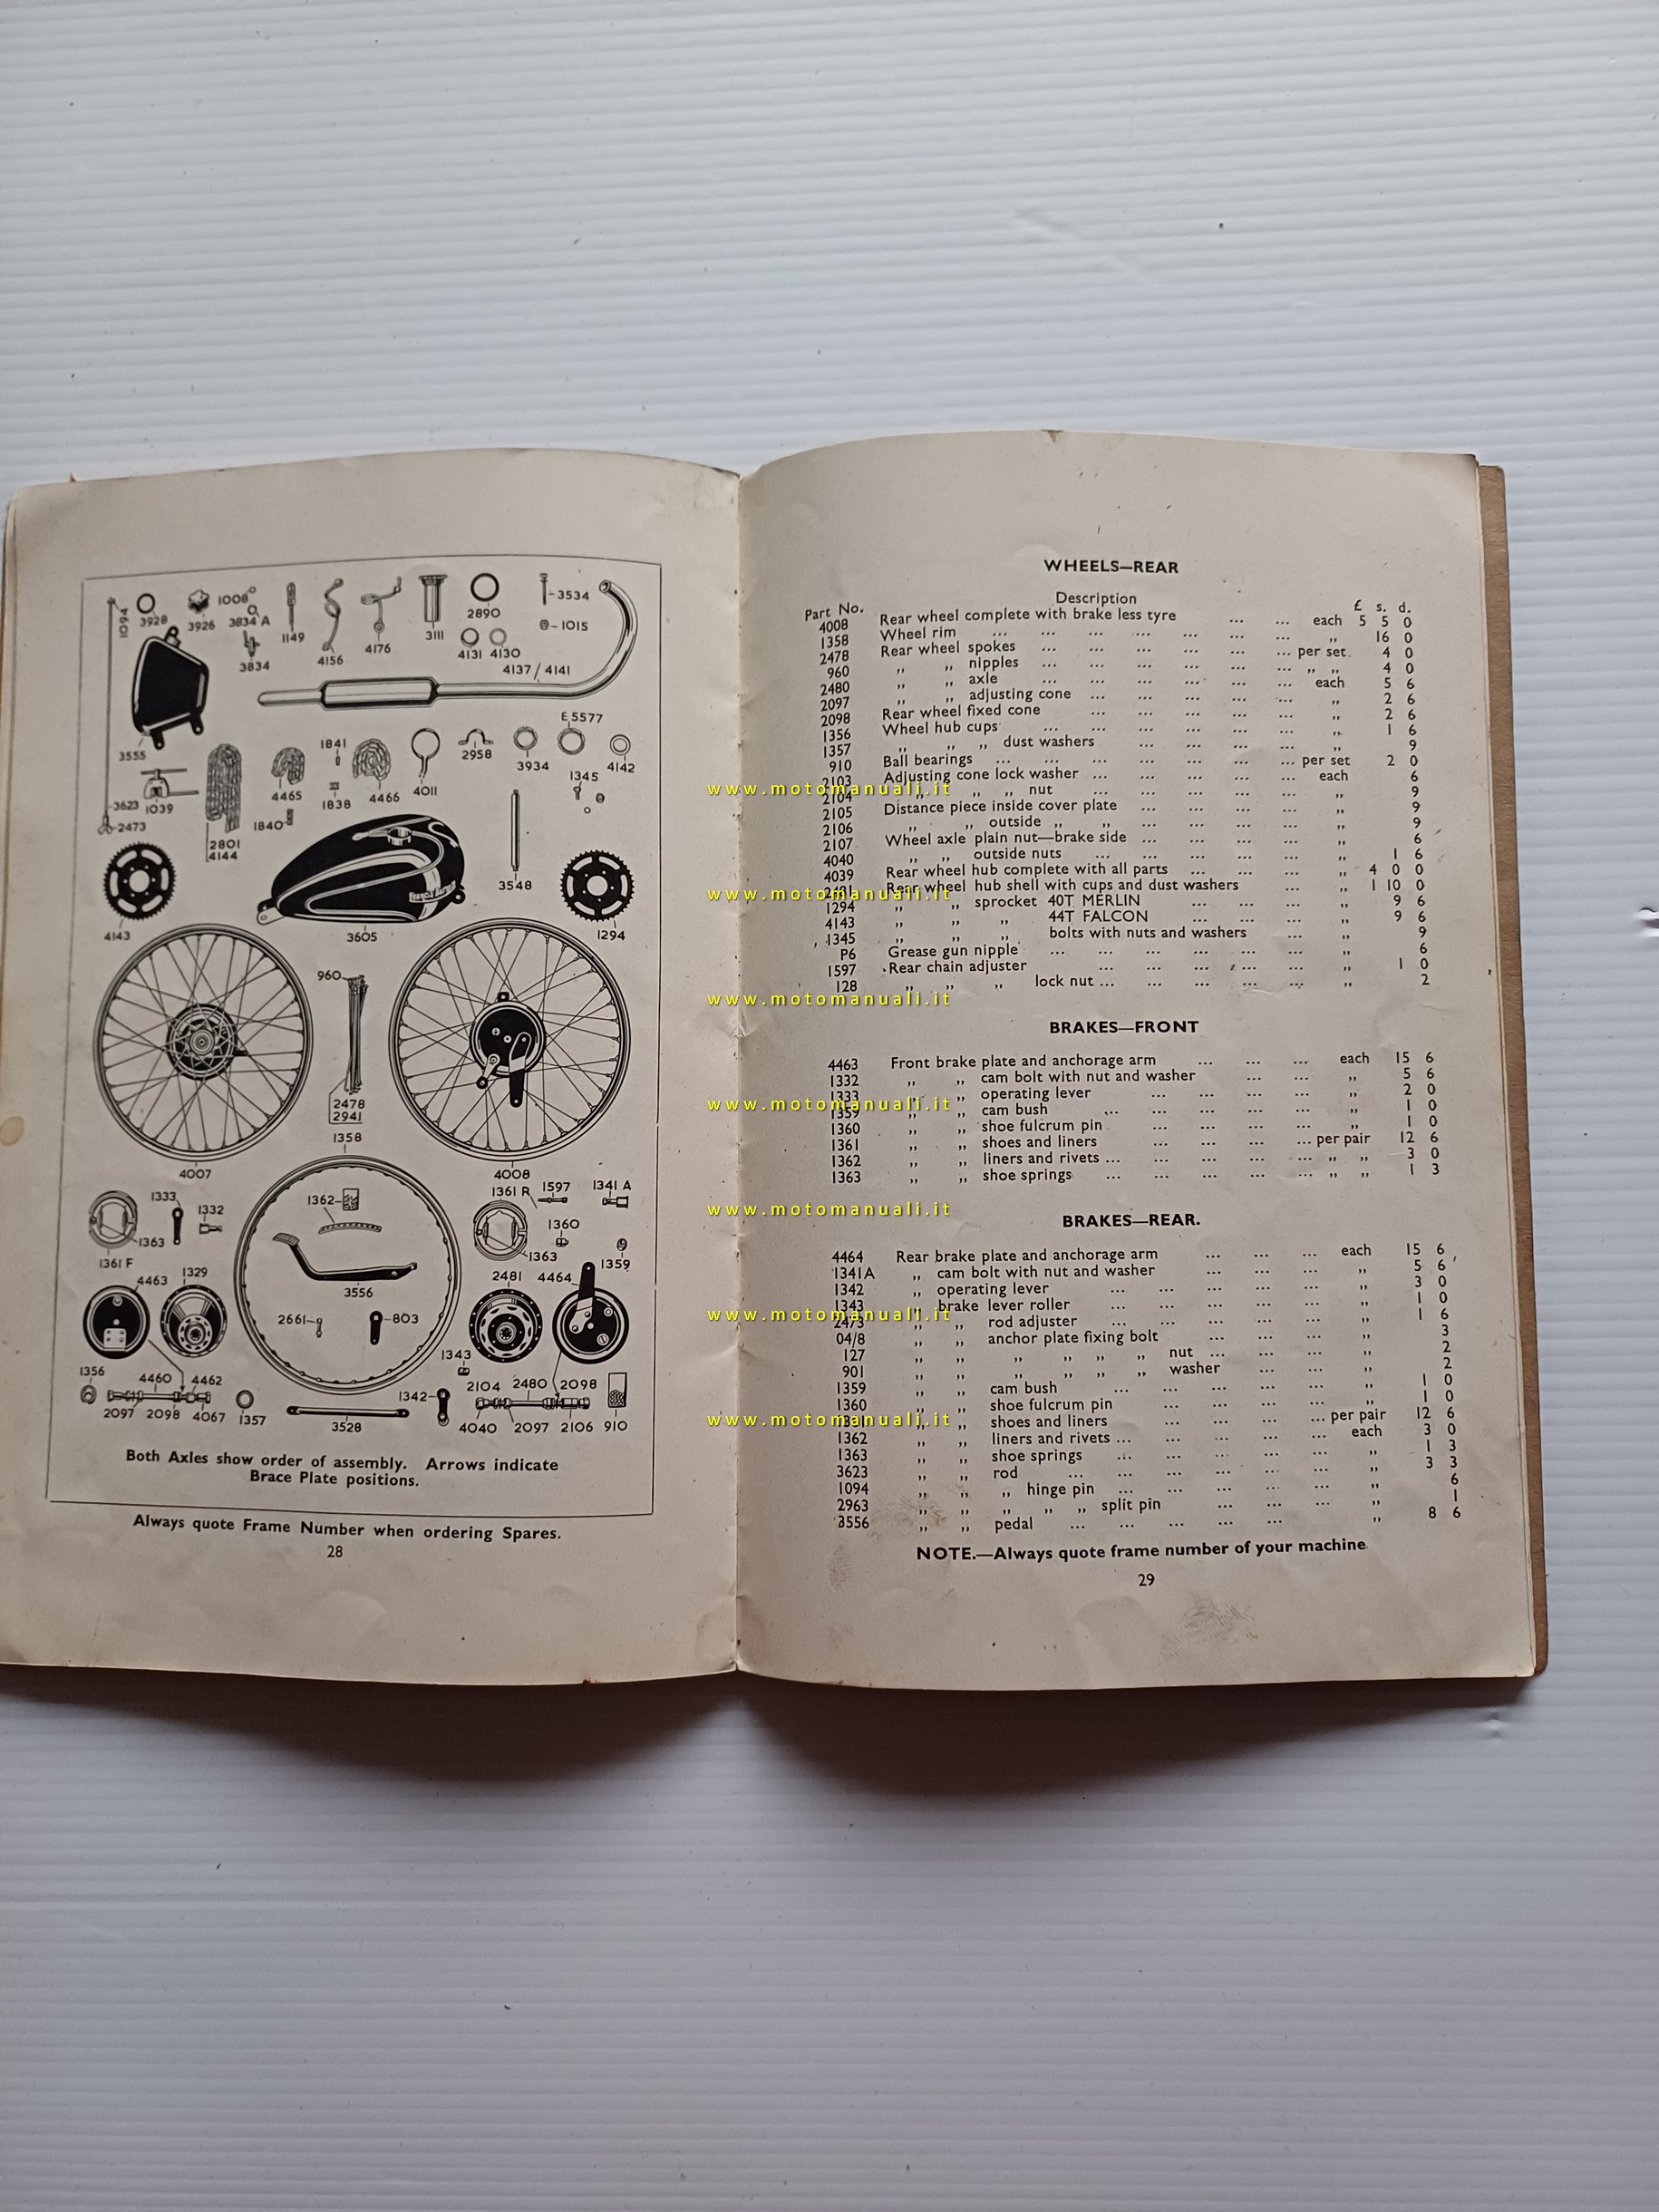 1094
3928
3926
1008
3834 A
3834
1149
4156
4176
3111
2890
4131 4130
3534
1015
4137 / 4141
3555
E 5577
1841
2958
3934
4142
1345
3623
1039
4465
1838
4466
4011
2473
1840
2801
4144
3548
Francis Barnett
4143
3605
1294
960
2478
2941
1358
4007
4008
1333
1332
1362
1361 R
1597
1341 A
1363
1360
1363
1361 F
1359
4463
1329
3556
2481
4464
2661
803
1343
1356
4460
4462
1342
2104 2480 2098
2097 2098 4067
1357
3528
4040 2097 2106 910
Both Axles show order of assembly. Arrows indicate
Brace Plate positions.
Always quote Frame Number when ordering Spares.
28
WHEELS—REAR
Part No. Description £ s. d.
4008 Rear wheel complete with brake less tyre ... ... each 5 5 0
1358 Wheel rim ... ... ... ... ... ... ... ,, 16 0
2478 Rear wheel spokes ... ... ... ... ... ... per set. 4 0
960 ,, ,, nipples ... ... ... ... ... ... ,, ,, 4 0
2480 ,, ,, axle ... ... ... ... ... ... each 5 6
2097 ,, ,, adjusting cone ... ... ... ... ... ,, 2 6
2098 Rear wheel fixed cone ... ... ... ... ... ,, 2 6
1356 Wheel hub cups ... ... ... ... ... ... ,, 1 6
1357 ,, ,, ,, dust washers ... ... ... ... ,, 9
910 Ball bearings ... ... ... ... ... ... ... per set 2 0
2103 Adjusting cone lock washer ... ... ... ... ... each 6
2104 ,, ,, ,, nut ... ... ... ... ... ,, 9
2105 Distance piece inside cover plate ... ... ... ... ,, 9
2106 ,, ,, outside ,, ,, ... ... ... ... ,, 9
2107 Wheel axle plain nut—brake side ... ... ... ... ,, 6
4040 ,, ,, outside nuts ... ... ... ... ... ,, 1 6
4039 Rear wheel hub complete with all parts ... ... ... ,, 4 0 0
2481 Rear wheel hub shell with cups and dust washers ... ,, 1 10 0
1294 ,, ,, sprocket 40T MERLIN ... ... ... ,, 9 6
4143 ,, ,, ,, 44T FALCON ... ... ... ,, 9 6
1345 ,, ,, ,, bolts with nuts and washers ... ,, 9
P6 Grease gun nipple ... ... ... ... ... ... ,, 6
1597 Rear chain adjuster ... ... ... ... ... ,, 1 0
128 ,, ,, ,, lock nut ... ... ... ... ... ,, 2
BRAKES—FRONT
4463 Front brake plate and anchorage arm ... ... ... each 15 6
1332 ,, ,, cam bolt with nut and washer ... ... ,, 5 6
1333 ,, ,, operating lever ... ... ... ... ,, 2 0
1359 ,, ,, cam bush ... ... ... ... ... ,, 1 0
1360 ,, ,, shoe fulcrum pin ... ... ... ... ,, 1 0
1361 ,, ,, shoes and liners ... ... ... ... per pair 12 6
1362 ,, ,, liners and rivets ... ... ... ... ... ,, ,, 3 0
1363 ,, ,, shoe springs ... ... ... ... ... ,, ,, 1 3
BRAKES—REAR.
4464 Rear brake plate and anchorage arm ... ... ... each 15 6
1341A ,, cam bolt with nut and washer ... ... ... ,, 5 6
1342 ,, operating lever ... ... ... ... ... ,, 3 0
1343 ,, brake lever roller ... ... ... ... ... ,, 1 0
2473 ,, ,, rod adjuster ... ... ... ... ... ,, 1 6
04/8 ,, ,, anchor plate fixing bolt ... ... ... ,, 3
127 ,, ,, ,, ,, ,, ,, nut ... ... ... ,, 2
901 ,, ,, ,, ,, ,, ,, washer ... ... ,, 2
1359 ,, ,, cam bush ... ... ... ... ... ,, 1 0
1360 ,, ,, shoe fulcrum pin ... ... ... ... ,, 1 0
1361 ,, ,, shoes and liners ... ... ... ... ... per pair 12 6
1362 ,, ,, liners and rivets ... ... ... ... ... each 3 0
1363 ,, ,, shoe springs ... ... ... ... ... ,, 1 3
3623 ,, ,, rod ... ... ... ... ... ... ,, 3 3
1094 ,, ,, ,, hinge pin ... ... ... ... ... ,, 6
2963 ,, ,, ,, ,, ,, split pin ... ... ... ,, 1
3556 ,, ,, pedal ... ... ... ... ... ,, 8 6
NOTE.—Always quote frame number of your machine
29
www.motomanuali.it
www.motomanuali.it
www.motomanuali.it
www.motomanuali.it
www.motomanuali.it
www.motomanuali.it
www.motomanuali.it